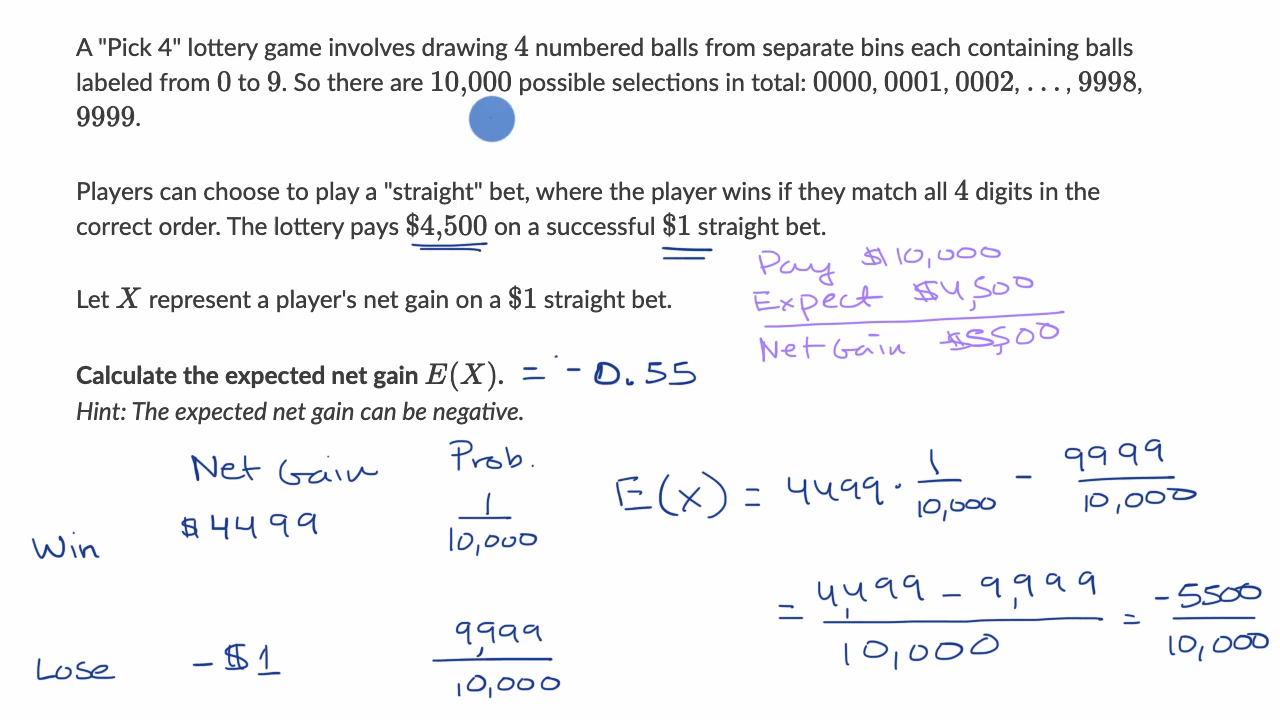 A "Pick 4" lottery game involves drawing 4 numbered balls from separate bins each containing balls
labeled from 0 to 9. So there are 10,000 possible selections in total: 0000, 0001, 0002, . . . , 9998,
9999.
Players can choose to play a "straight" bet, where the player wins if they match all 4 digits in the
correct order. The lottery pays $4,500 on a successful $1 straight bet.
Pay $10,000
Expect $4,500
Net Gain -$5,500
Let X represent a player's net gain on a $1 straight bet.
Calculate the expected net gain E(X). = -0.55
Hint: The expected net gain can be negative.
Net Gain Prob.
Win $4499 1/10,000
Lose -$1 9,999/10,000
E(x) = 4499 · 1/10,000 - 9999/10,000
= 4,499 - 9,999/10,000 = -5500/10,000